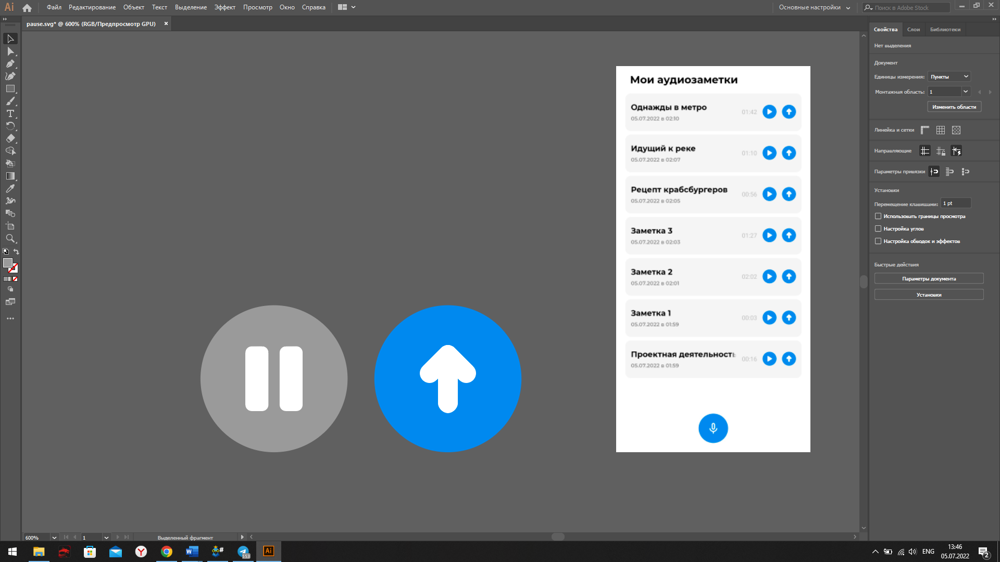 Ai
Файл Редактирование Объект Текст Выделение Эффект Просмотр Окно Справка
Основные настройки
Поиск в Adobe Stock
pause.svg* @ 600% (RGB/Предпросмотр GPU) ×
Свойства Слои Библиотеки
Нет выделения
Документ
Единицы измерения: Пункты
Монтажная область: 1
Изменить области
Линейка и сетки
Направляющие
Параметры привязки
Установки
Перемещение клавишами: 1 pt
Использовать границы просмотра
Настройка углов
Настройка обводок и эффектов
Быстрые действия
Параметры документа
Установки
Мои аудиозаметки
Однажды в метро
05.07.2022 в 02:10
01:42
Идущий к реке
05.07.2022 в 02:07
01:10
Рецепт крабсбургеров
05.07.2022 в 02:05
00:56
Заметка 3
05.07.2022 в 02:03
01:27
Заметка 2
05.07.2022 в 02:01
02:02
Заметка 1
05.07.2022 в 01:59
00:03
Проектная деятельность
05.07.2022 в 01:59
00:16
600% 1 Выделенный фрагмент
553
Ai
ENG
13:46
05.07.2022
2